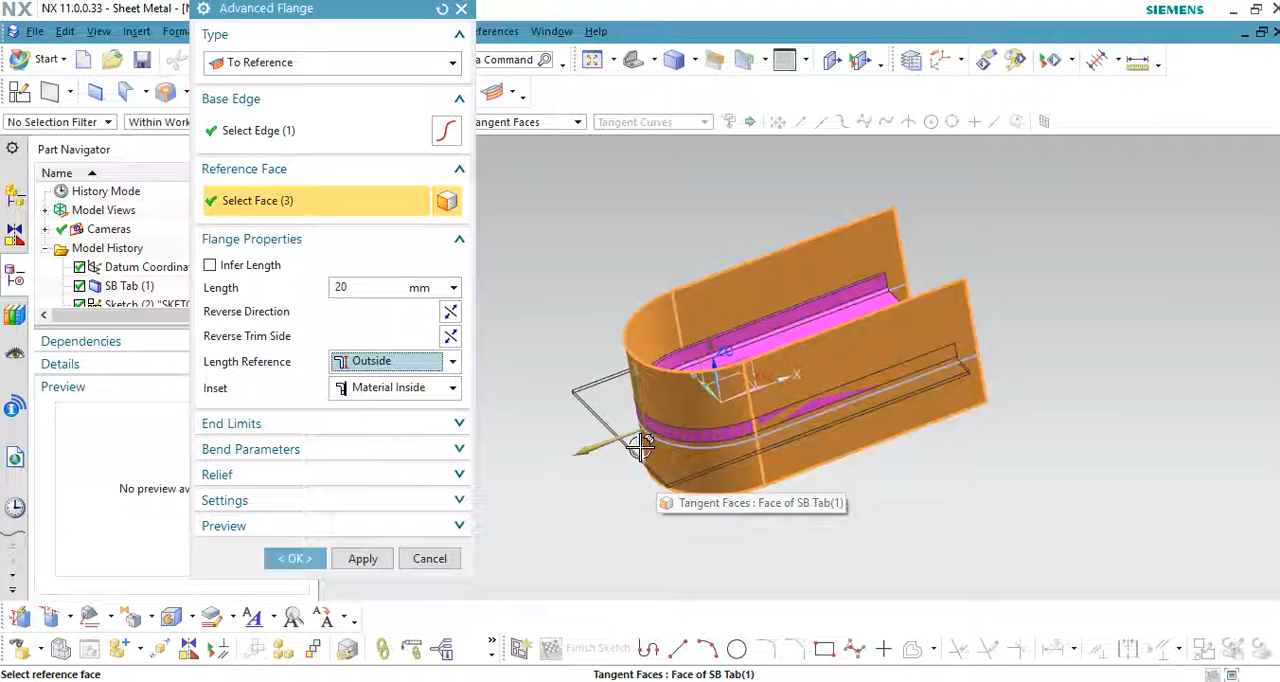 NX NX 11.0.0.33 - Sheet Metal - [N
Advanced Flange
SIEMENS
File Edit View Insert Form
eferences Window Help
Start
a Command
No Selection Filter Within Work
angent Faces Tangent Curves
Type
To Reference
Base Edge
Select Edge (1)
Reference Face
Select Face (3)
Flange Properties
Infer Length
Length 20 mm
Reverse Direction
Reverse Trim Side
Length Reference Outside
Inset Material Inside
End Limits
Bend Parameters
Relief
Settings
Preview
< OK > Apply Cancel
Part Navigator
Name
History Mode
Model Views
Cameras
Model History
Datum Coordina
SB Tab (1)
Sketch (2) "SKETC
Dependencies
Details
Preview
No preview av
X
Tangent Faces : Face of SB Tab(1)
Finish Sketch
Select reference face
Tangent Faces : Face of SB Tab(1)